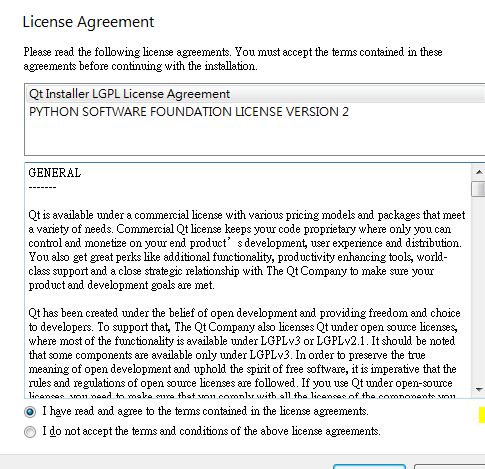 License Agreement
Please read the following license agreements. You must accept the terms contained in these
agreements before continuing with the installation.
Qt Installer LGPL License Agreement
PYTHON SOFTWARE FOUNDATION LICENSE VERSION 2
GENERAL
-------
Qt is available under a commercial license with various pricing models and packages that meet
a variety of needs. Commercial Qt license keeps your code proprietary where only you can
control and monetize on your end product’s development, user experience and distribution.
You also get great perks like additional functionality, productivity enhancing tools, world-
class support and a close strategic relationship with The Qt Company to make sure your
product and development goals are met.
Qt has been created under the belief of open development and providing freedom and choice
to developers. To support that, The Qt Company also licenses Qt under open source licenses,
where most of the functionality is available under LGPLv3 or LGPLv2.1. It should be noted
that some components are available only under LGPLv3. In order to preserve the true
meaning of open development and uphold the spirit of free software, it is imperative that the
rules and regulations of open source licenses are followed. If you use Qt under open-source
licenses, you need to make sure that you comply with all the licenses of the components you
I have read and agree to the terms contained in the license agreements.
I do not accept the terms and conditions of the above license agreements.